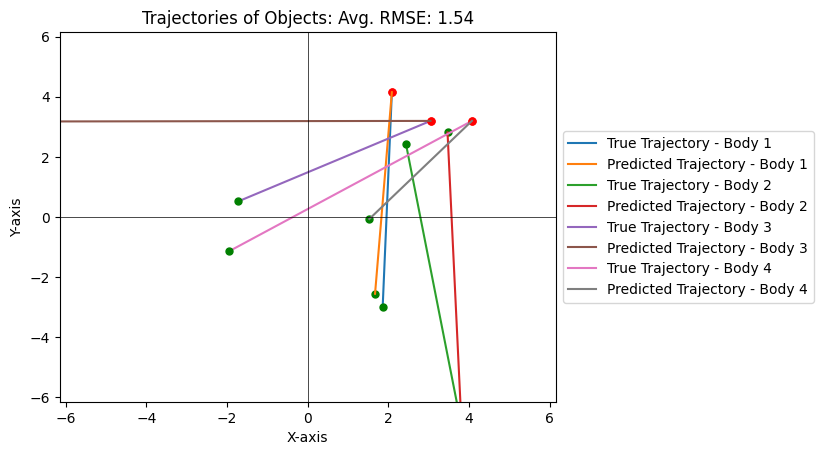 Trajectories of Objects: Avg. RMSE: 1.54
6
4
2
0
−2
−4
−6
Y-axis
−6
−4
−2
0
2
4
6
X-axis
True Trajectory - Body 1
Predicted Trajectory - Body 1
True Trajectory - Body 2
Predicted Trajectory - Body 2
True Trajectory - Body 3
Predicted Trajectory - Body 3
True Trajectory - Body 4
Predicted Trajectory - Body 4